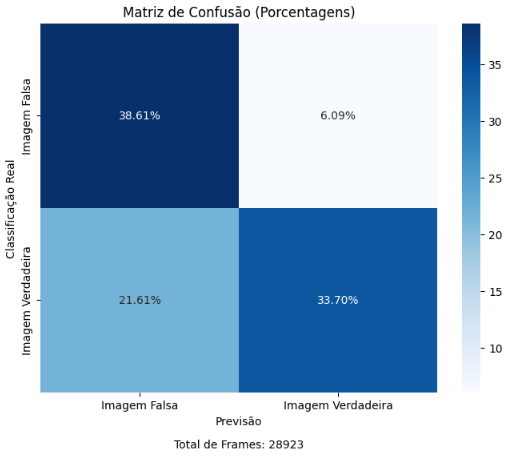 Matriz de Confusão (Porcentagens)
Classificação Real
Imagem Falsa
38.61%
6.09%
Imagem Verdadeira
21.61%
33.70%
Imagem Falsa
Imagem Verdadeira
Previsão
Total de Frames: 28923
35
30
25
20
15
10